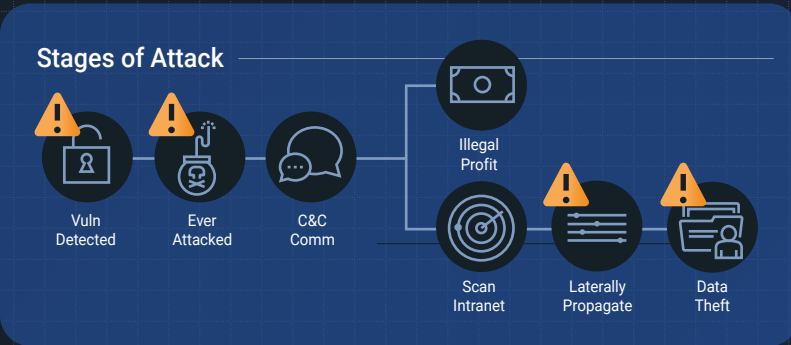 Stages of Attack
Illegal
Profit
Vuln
Detected
Ever
Attacked
C&C
Comm
Scan
Intranet
Laterally
Propagate
Data
Theft